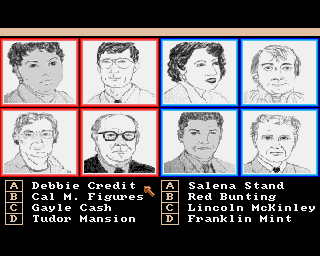 A Debbie Credit
B Cal M. Figures
C Gayle Cash
D Tudor Mansion
A Salena Stand
B Red Bunting
C Lincoln McKinley
D Franklin Mint